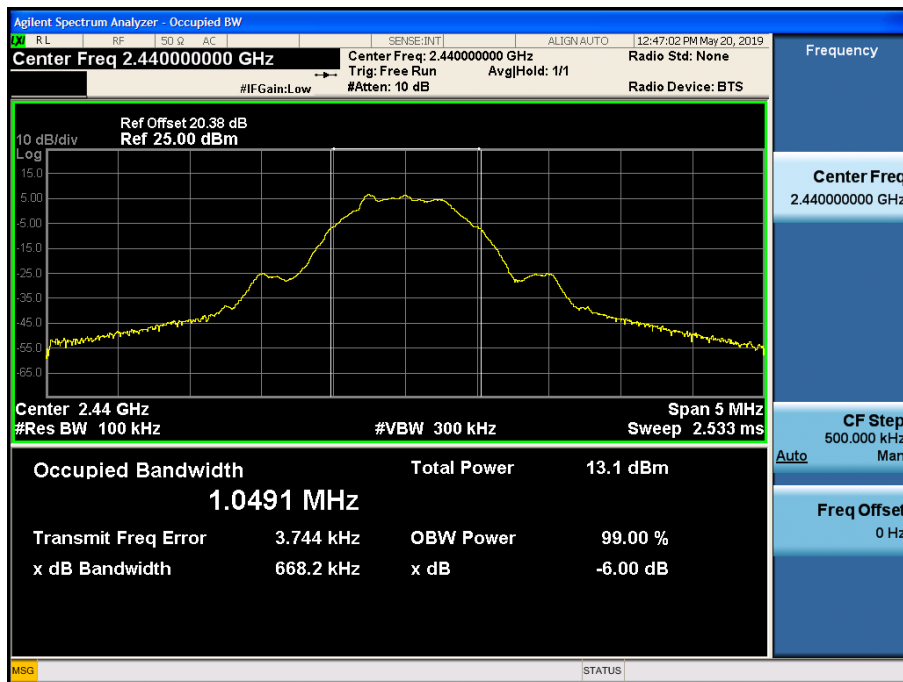 Agilent Spectrum Analyzer - Occupied BW
LXI RL RF 50 Ω AC SENSE:INT ALIGN AUTO 12:47:02 PM May 20, 2019
Center Freq 2.440000000 GHz
Center Freq: 2.440000000 GHz Radio Std: None
Trig: Free Run Avg|Hold: 1/1
#IFGain:Low #Atten: 10 dB Radio Device: BTS
Frequency
Ref Offset 20.38 dB
10 dB/div Ref 25.00 dBm
Log
15.0
5.00
-5.00
-15.0
-25.0
-35.0
-45.0
-55.0
-65.0
Center 2.44 GHz Span 5 MHz
#Res BW 100 kHz #VBW 300 kHz Sweep 2.533 ms
Center Freq
2.440000000 GHz
CF Step
500.000 kHz
Auto Man
Freq Offset
0 Hz
Occupied Bandwidth Total Power 13.1 dBm
1.0491 MHz
Transmit Freq Error 3.744 kHz OBW Power 99.00 %
x dB Bandwidth 668.2 kHz x dB -6.00 dB
MSG STATUS